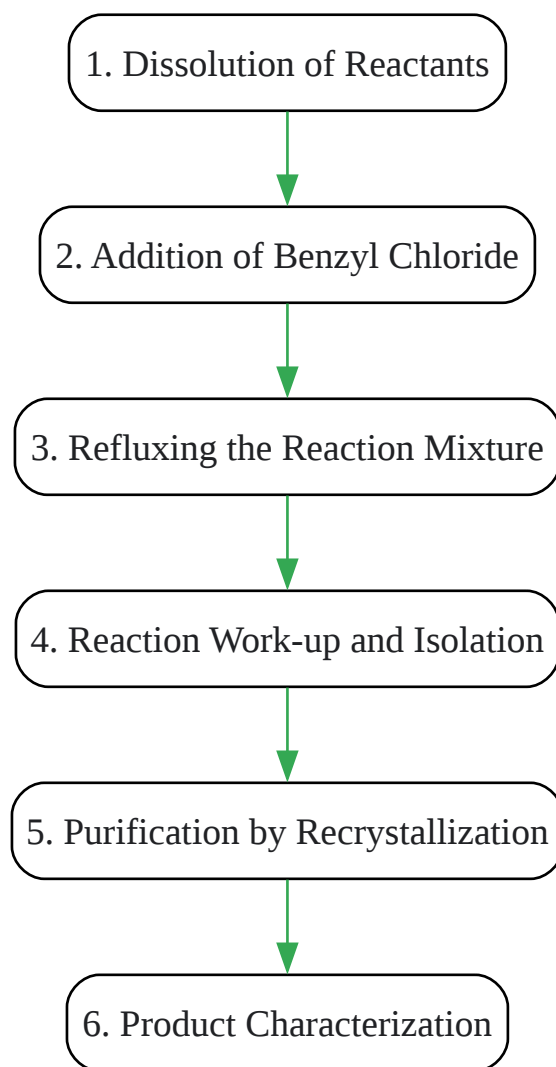 1. Dissolution of Reactants
2. Addition of Benzyl Chloride
3. Refluxing the Reaction Mixture
4. Reaction Work-up and Isolation
5. Purification by Recrystallization
6. Product Characterization